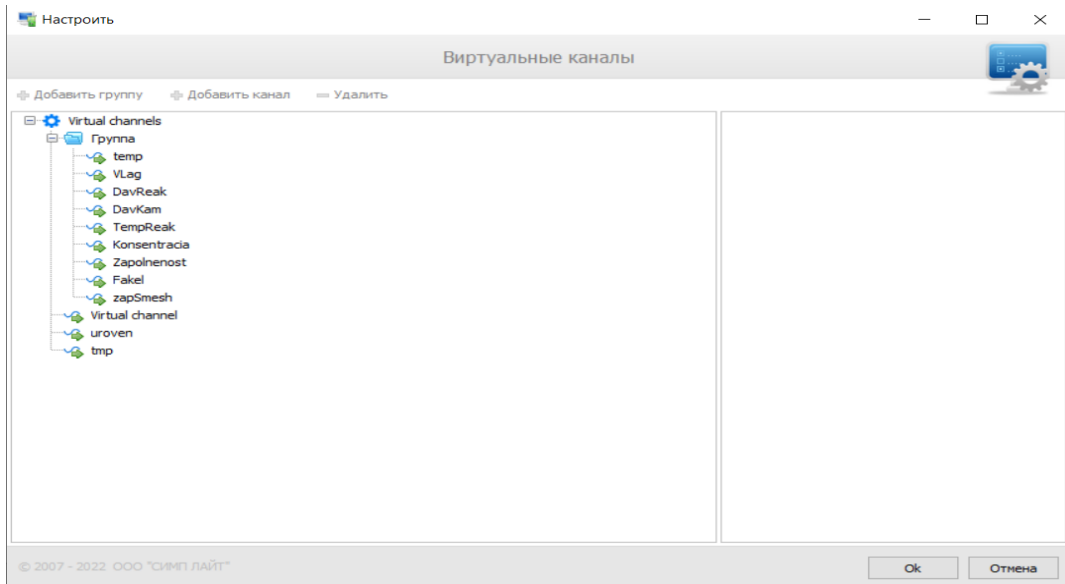 Настроить
Виртуальные каналы
Добавить группу Добавить канал Удалить
Virtual channels
Группа
temp
VLag
DavReak
DavKam
TempReak
Konsentracia
Zapolnenost
Fakel
zapSmesh
Virtual channel
uroven
tmp
© 2007 - 2022 ООО "СИМП ЛАЙТ"
Ok Отмена